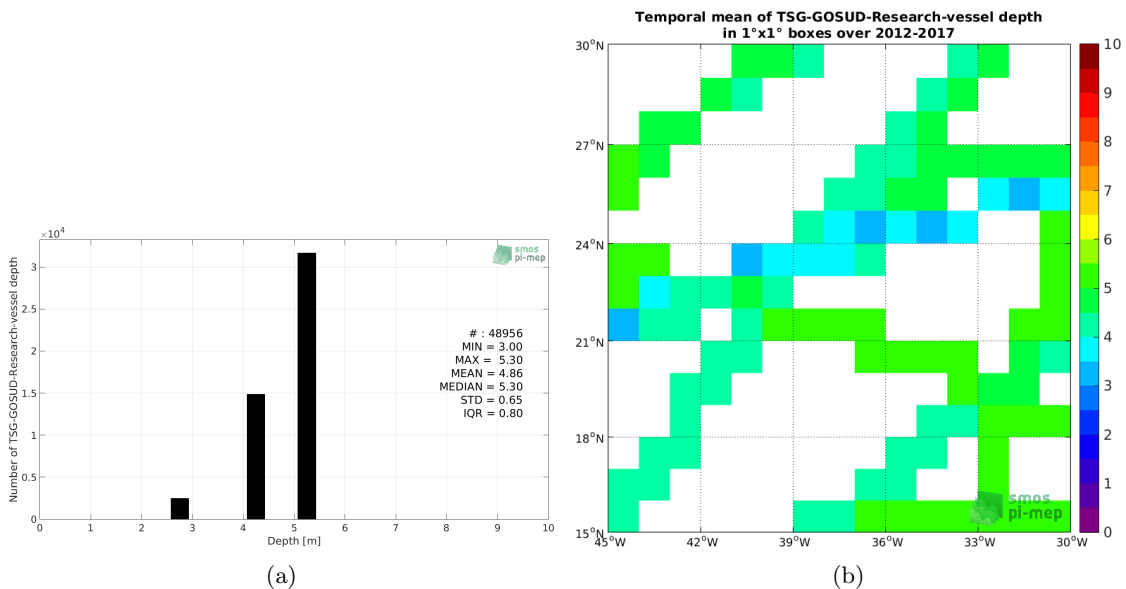 ×10⁴
3
2.5
2
1.5
1
0.5
0
0 1 2 3 4 5 6 7 8 9 10
Number of TSG-GOSUD-Research-vessel depth
Depth [m]
smos
pi-mep
# : 48956
MIN = 3.00
MAX = 5.30
MEAN = 4.86
MEDIAN = 5.30
STD = 0.65
IQR = 0.80
(a)
Temporal mean of TSG-GOSUD-Research-vessel depth
in 1°x1° boxes over 2012-2017
30°N
27°N
24°N
21°N
18°N
15°N
45°W 42°W 39°W 36°W 33°W 30°W
smos
pi-mep
10
9
8
7
6
5
4
3
2
1
0
(b)